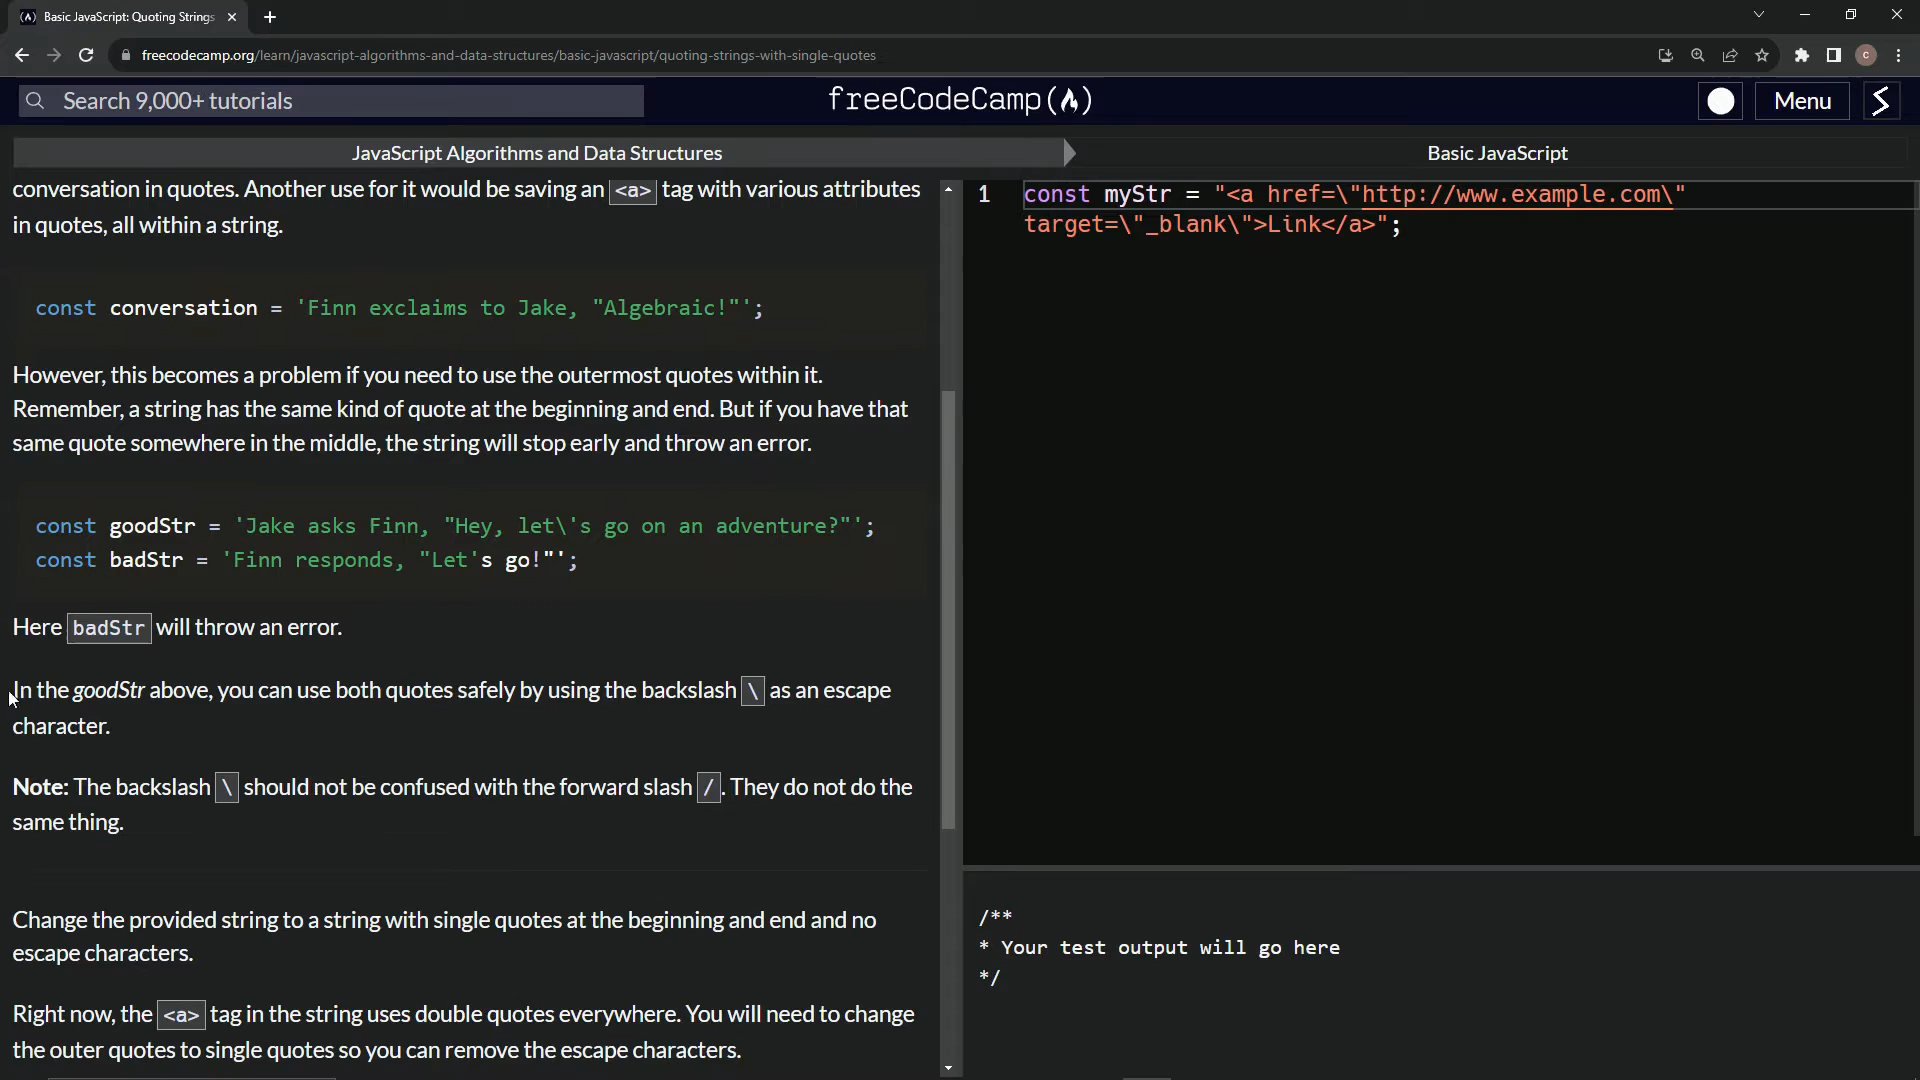 Basic JavaScript: Quoting Strings
freecodecamp.org/learn/javascript-algorithms-and-data-structures/basic-javascript/quoting-strings-with-single-quotes
c
Search 9,000+ tutorials
freeCodeCamp
Menu
JavaScript Algorithms and Data Structures
Basic JavaScript
conversation in quotes. Another use for it would be saving an <a> tag with various attributes
in quotes, all within a string.
const conversation = 'Finn exclaims to Jake, "Algebraic!"';
However, this becomes a problem if you need to use the outermost quotes within it.
Remember, a string has the same kind of quote at the beginning and end. But if you have that
same quote somewhere in the middle, the string will stop early and throw an error.
const goodStr = 'Jake asks Finn, "Hey, let\'s go on an adventure?"';
const badStr = 'Finn responds, "Let's go!"';
Here badStr will throw an error.
In the goodStr above, you can use both quotes safely by using the backslash \ as an escape
character.
Note: The backslash \ should not be confused with the forward slash /. They do not do the
same thing.
Change the provided string to a string with single quotes at the beginning and end and no
escape characters.
Right now, the <a> tag in the string uses double quotes everywhere. You will need to change
the outer quotes to single quotes so you can remove the escape characters.
1 const myStr = "<a href=\"http://www.example.com\"
target=\"_blank\">Link</a>";
/**
* Your test output will go here
*/